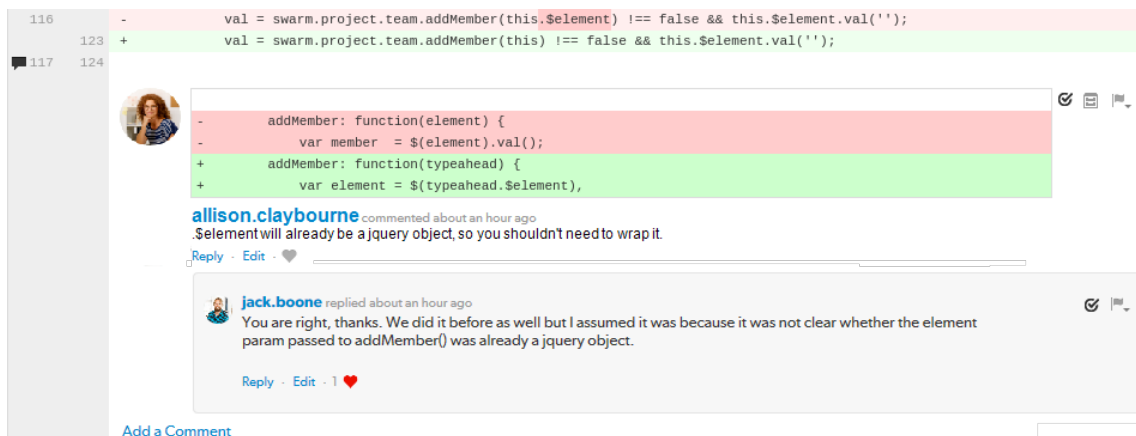 116 - val = swarm.project.team.addMember(this.$element) !== false && this.$element.val('');
123 + val = swarm.project.team.addMember(this) !== false && this.$element.val('');
117 124
- addMember: function(element) {
- var member  = $(element).val();
+ addMember: function(typeahead) {
+ var element = $(typeahead.$element),
allison.claybourne commented about an hour ago
.$element will already be a jquery object, so you shouldn't need to wrap it.
Reply · Edit ·
jack.boone replied about an hour ago
You are right, thanks. We did it before as well but I assumed it was because it was not clear whether the element
param passed to addMember() was already a jquery object.
Reply · Edit · 1
Add a Comment